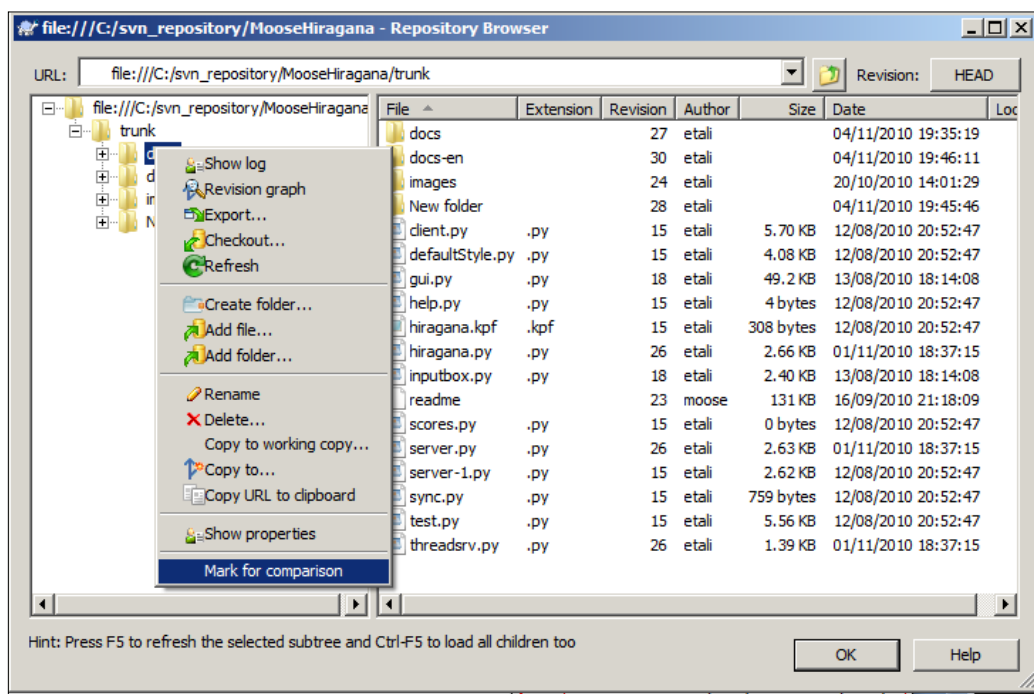 file:///C:/svn_repository/MooseHiragana - Repository Browser
URL: file:///C:/svn_repository/MooseHiragana/trunk Revision: HEAD
file:///C:/svn_repository/MooseHiragana
trunk
Show log
Revision graph
Export...
Checkout...
Refresh
Create folder...
Add file...
Add folder...
Rename
Delete...
Copy to working copy...
Copy to...
Copy URL to clipboard
Show properties
Mark for comparison
File Extension Revision Author Size Date
docs 27 etali 04/11/2010 19:35:19
docs-en 30 etali 04/11/2010 19:46:11
images 24 etali 20/10/2010 14:01:29
New folder 28 etali 04/11/2010 19:45:46
client.py .py 15 etali 5.70 KB 12/08/2010 20:52:47
defaultStyle.py .py 15 etali 4.08 KB 12/08/2010 20:52:47
gui.py .py 18 etali 49.2 KB 13/08/2010 18:14:08
help.py .py 15 etali 4 bytes 12/08/2010 20:52:47
hiragana.kpf .kpf 15 etali 308 bytes 12/08/2010 20:52:47
hiragana.py .py 26 etali 2.66 KB 01/11/2010 18:37:15
inputbox.py .py 18 etali 2.40 KB 13/08/2010 18:14:08
readme 23 moose 131 KB 16/09/2010 21:18:09
scores.py .py 15 etali 0 bytes 12/08/2010 20:52:47
server.py .py 26 etali 2.63 KB 01/11/2010 18:37:15
server-1.py .py 15 etali 2.62 KB 12/08/2010 20:52:47
sync.py .py 15 etali 759 bytes 12/08/2010 20:52:47
test.py .py 15 etali 5.56 KB 12/08/2010 20:52:47
threadsrv.py .py 26 etali 1.39 KB 01/11/2010 18:37:15
Hint: Press F5 to refresh the selected subtree and Ctrl-F5 to load all children too
OK Help